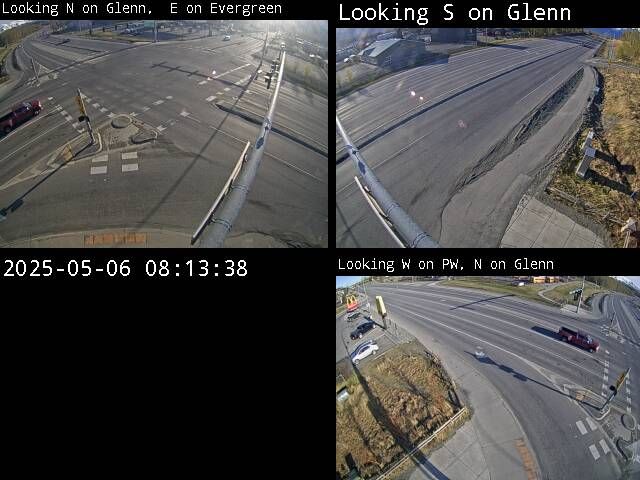 Looking N on Glenn,  E on Evergreen
Looking S on Glenn
2025-05-06 08:13:38
Looking W on PW, N on Glenn